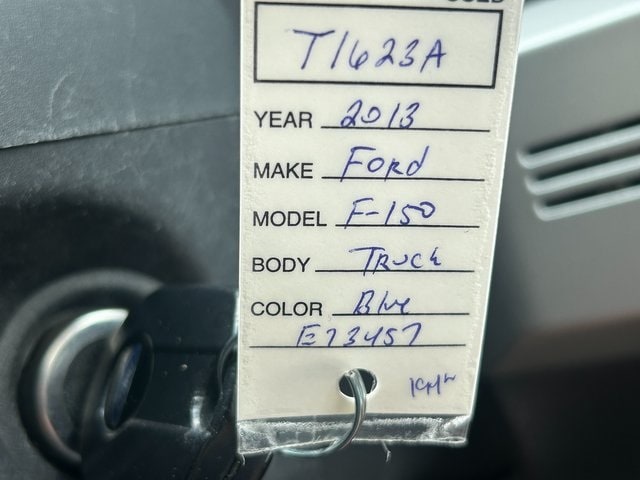 T1623A
YEAR 2013
MAKE Ford
MODEL F-150
BODY Truck
COLOR Blue
E73457